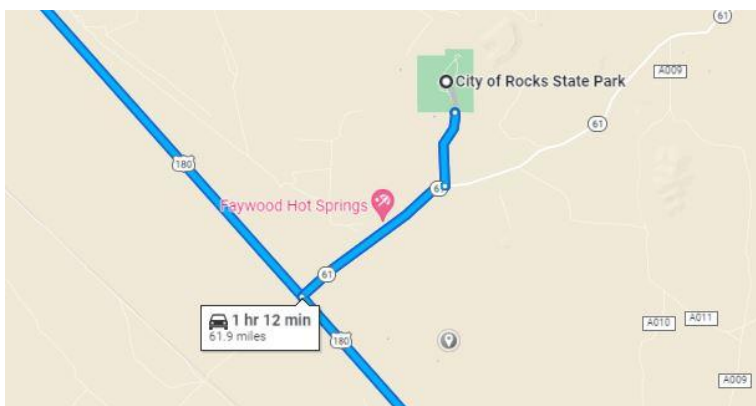 61
City of Rocks State Park
A009
61
180
61
Faywood Hot Springs
61
1 hr 12 min
61.9 miles
180
A010
A011
A009